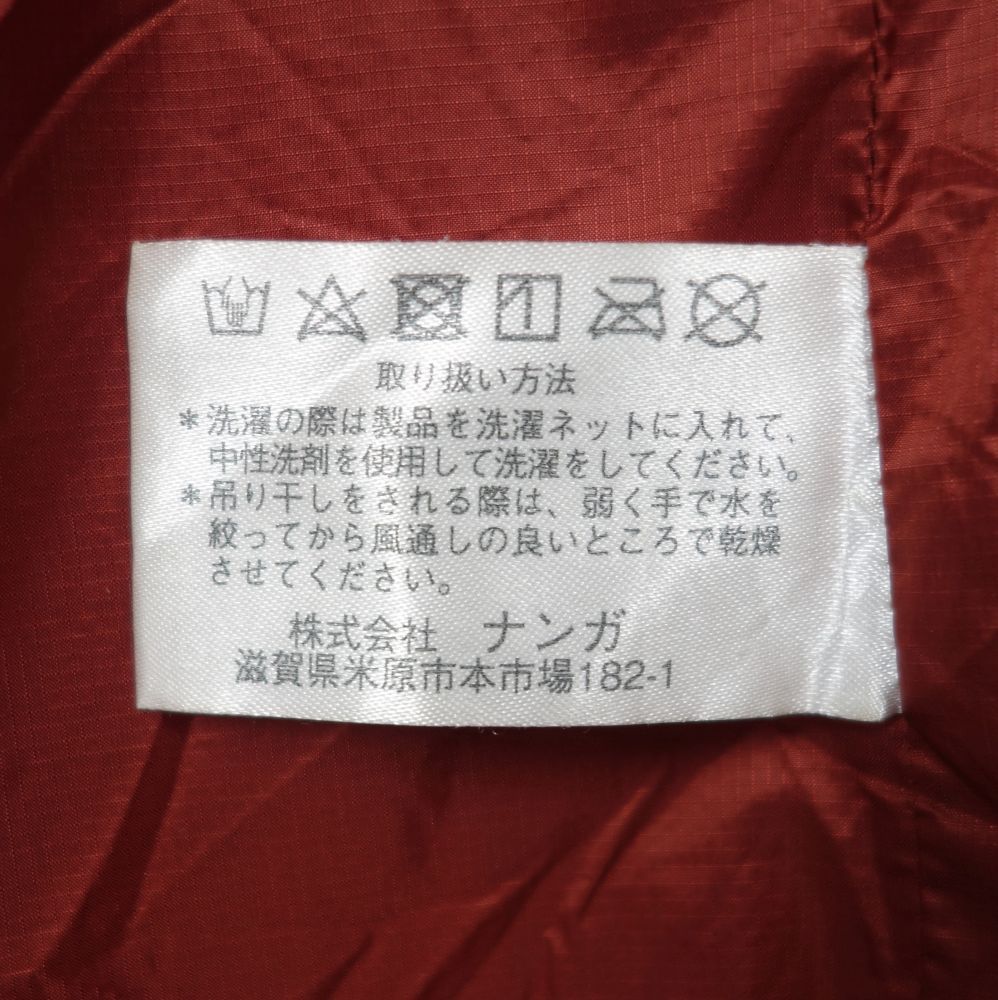 取り扱い方法
*洗濯の際は製品を洗濯ネットに入れて、
中性洗剤を使用して洗濯をしてください。
*吊り干しをされる際は、弱く手で水を
絞ってから風通しの良いところで乾燥
させてください。
株式会社 ナンガ
滋賀県米原市本市場182-1